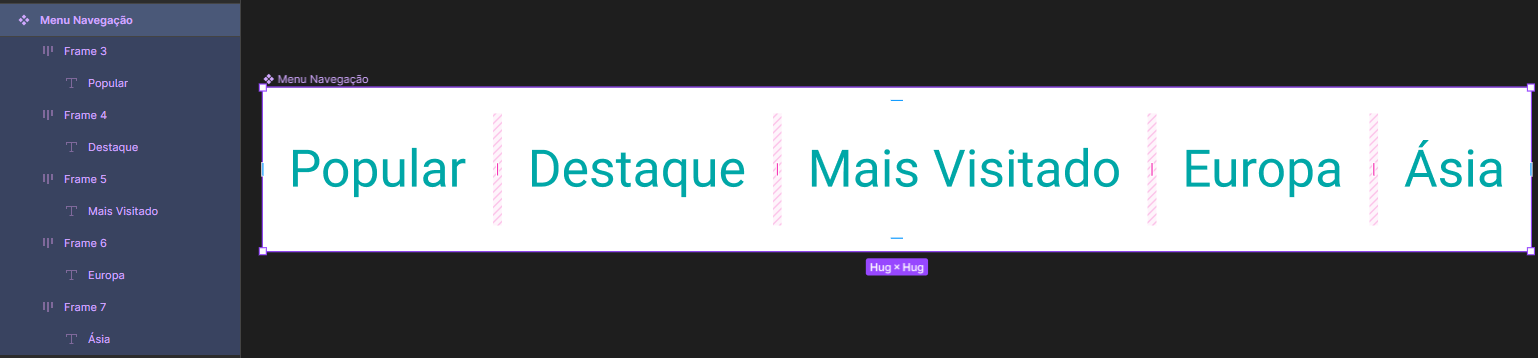 Menu Navegação
Frame 3
Popular
Frame 4
Destaque
Frame 5
Mais Visitado
Frame 6
Europa
Frame 7
Ásia
Menu Navegação
Popular Destaque Mais Visitado Europa Ásia
Hug × Hug